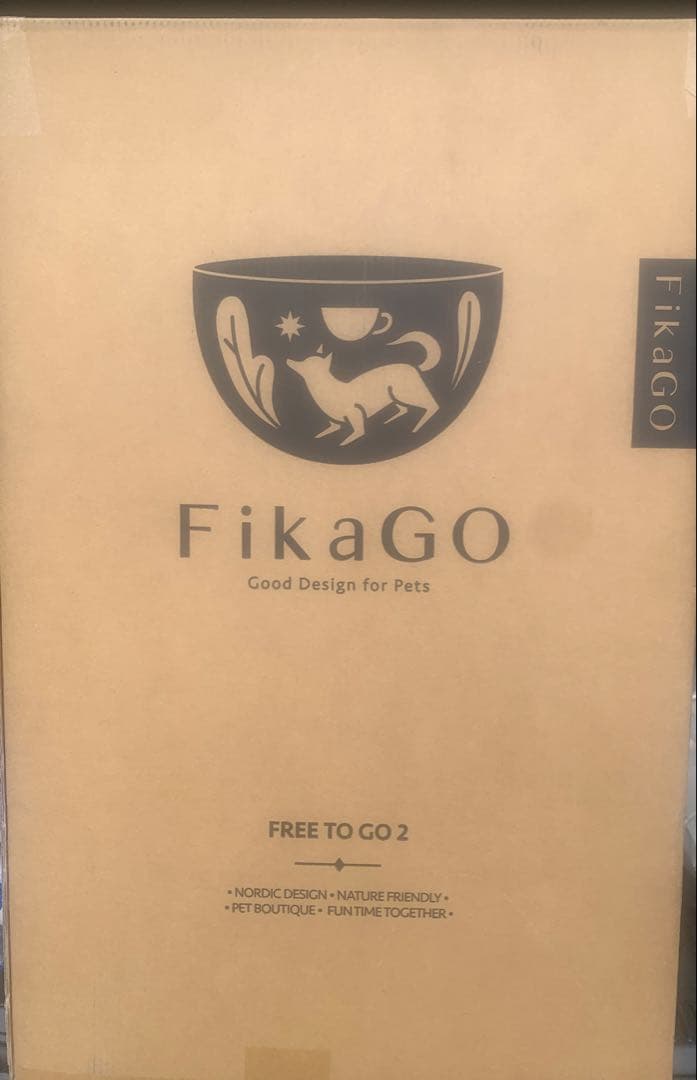 FikaGO
Good Design for Pets
FikaGO
FREE TO GO 2
• NORDIC DESIGN • NATURE FRIENDLY •
• PET BOUTIQUE • FUN TIME TOGETHER •